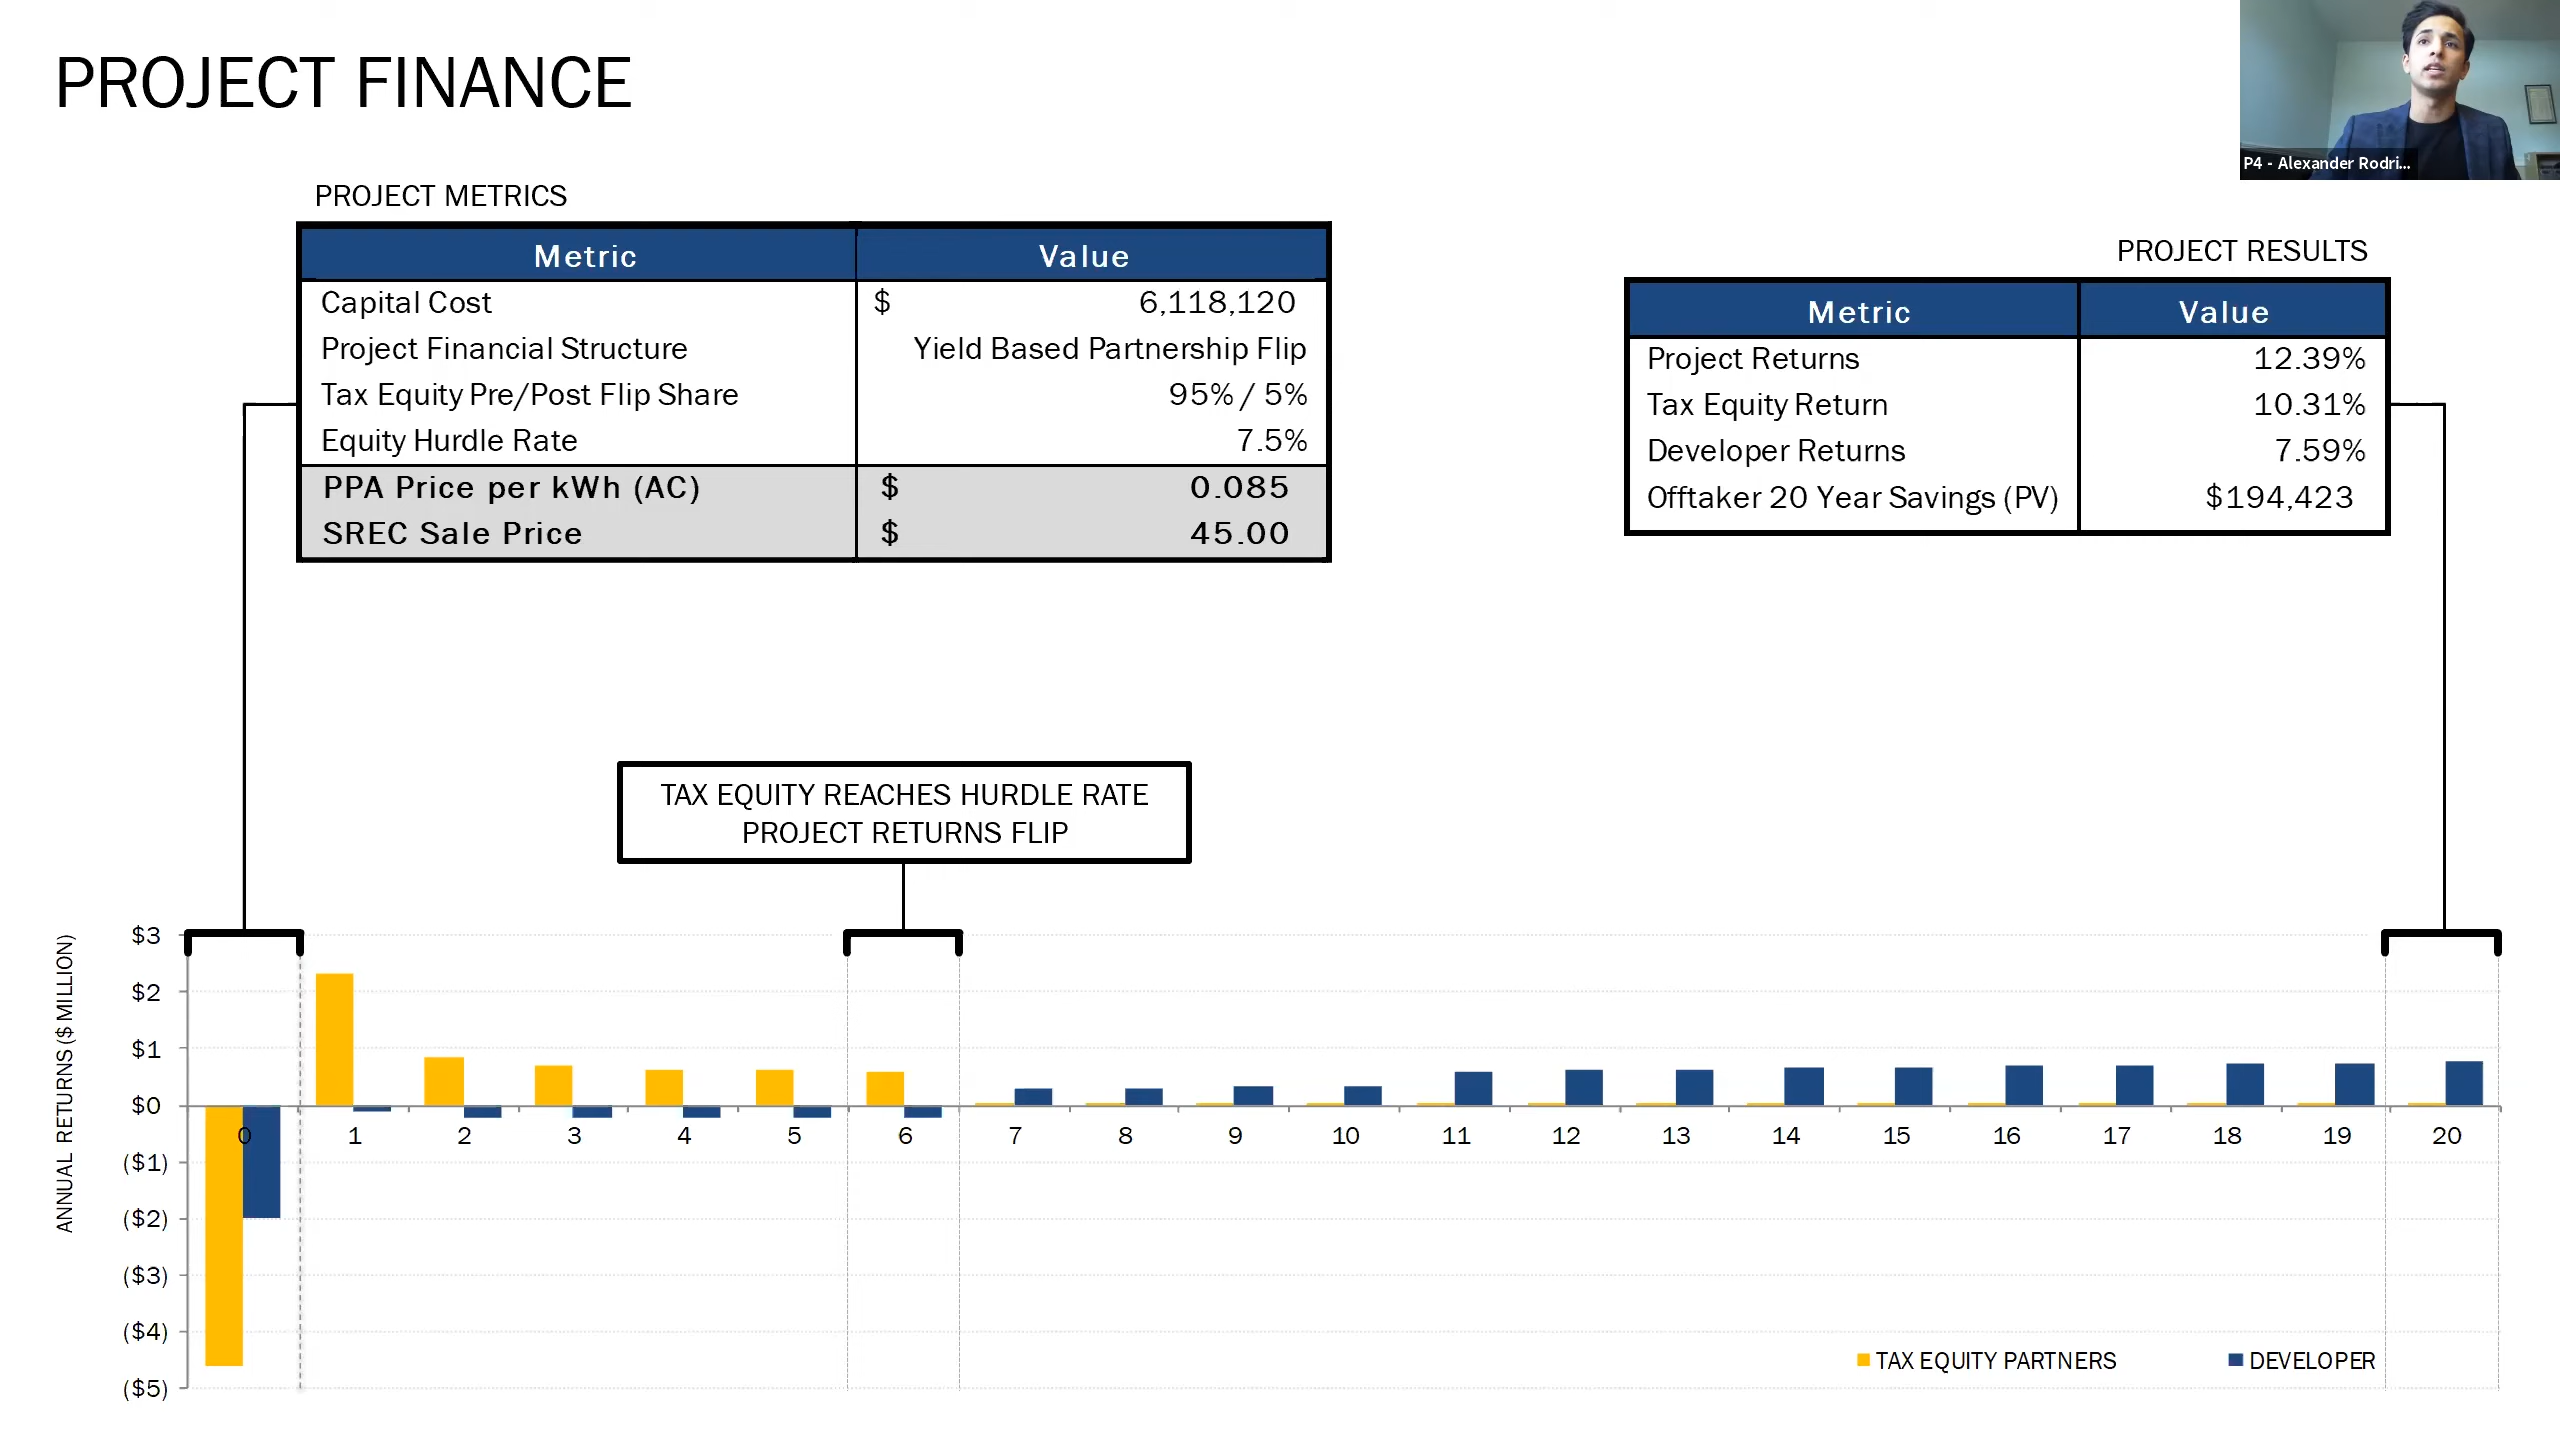 PROJECT FINANCE
P4 - Alexander Rodri...
PROJECT METRICS
Metric Value
Capital Cost $ 6,118,120
Project Financial Structure Yield Based Partnership Flip
Tax Equity Pre/Post Flip Share 95% / 5%
Equity Hurdle Rate 7.5%
PPA Price per kWh (AC) $ 0.085
SREC Sale Price $ 45.00
PROJECT RESULTS
Metric Value
Project Returns 12.39%
Tax Equity Return 10.31%
Developer Returns 7.59%
Offtaker 20 Year Savings (PV) $194,423
TAX EQUITY REACHES HURDLE RATE
PROJECT RETURNS FLIP
ANNUAL RETURNS ($ MILLION)
$3
$2
$1
$0
($1)
($2)
($3)
($4)
($5)
0 1 2 3 4 5 6 7 8 9 10 11 12 13 14 15 16 17 18 19 20
TAX EQUITY PARTNERS DEVELOPER